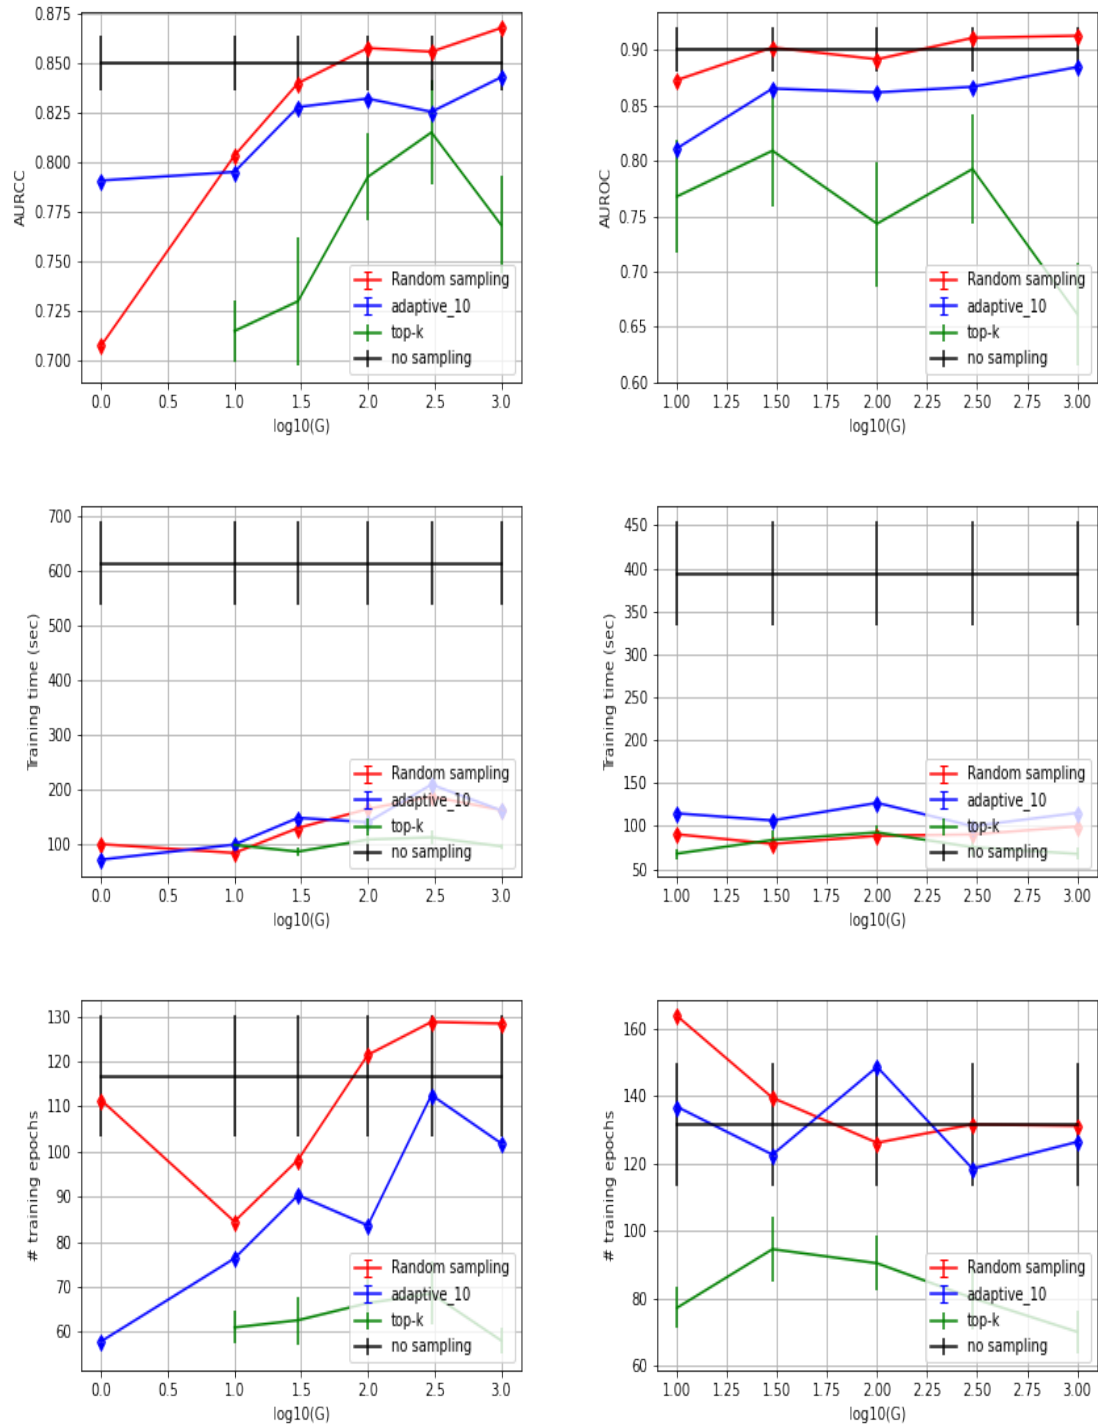 0.875
0.850
0.825
0.800
0.775
0.750
0.725
0.700
AURCC
Random sampling
adaptive_10
top-k
no sampling
0.0 0.5 1.0 1.5 2.0 2.5 3.0
log10(G)
0.90
0.85
0.80
0.75
0.70
0.65
0.60
AUROC
Random sampling
adaptive_10
top-k
no sampling
1.00 1.25 1.50 1.75 2.00 2.25 2.50 2.75 3.00
log10(G)
700
600
500
400
300
200
100
Training time (sec)
Random sampling
adaptive_10
top-k
no sampling
0.0 0.5 1.0 1.5 2.0 2.5 3.0
log10(G)
450
400
350
300
250
200
150
100
50
Training time (sec)
Random sampling
adaptive_10
top-k
no sampling
1.00 1.25 1.50 1.75 2.00 2.25 2.50 2.75 3.00
log10(G)
130
120
110
100
90
80
70
60
# training epochs
Random sampling
adaptive_10
top-k
no sampling
0.0 0.5 1.0 1.5 2.0 2.5 3.0
log10(G)
160
140
120
100
80
60
# training epochs
Random sampling
adaptive_10
top-k
no sampling
1.00 1.25 1.50 1.75 2.00 2.25 2.50 2.75 3.00
log10(G)